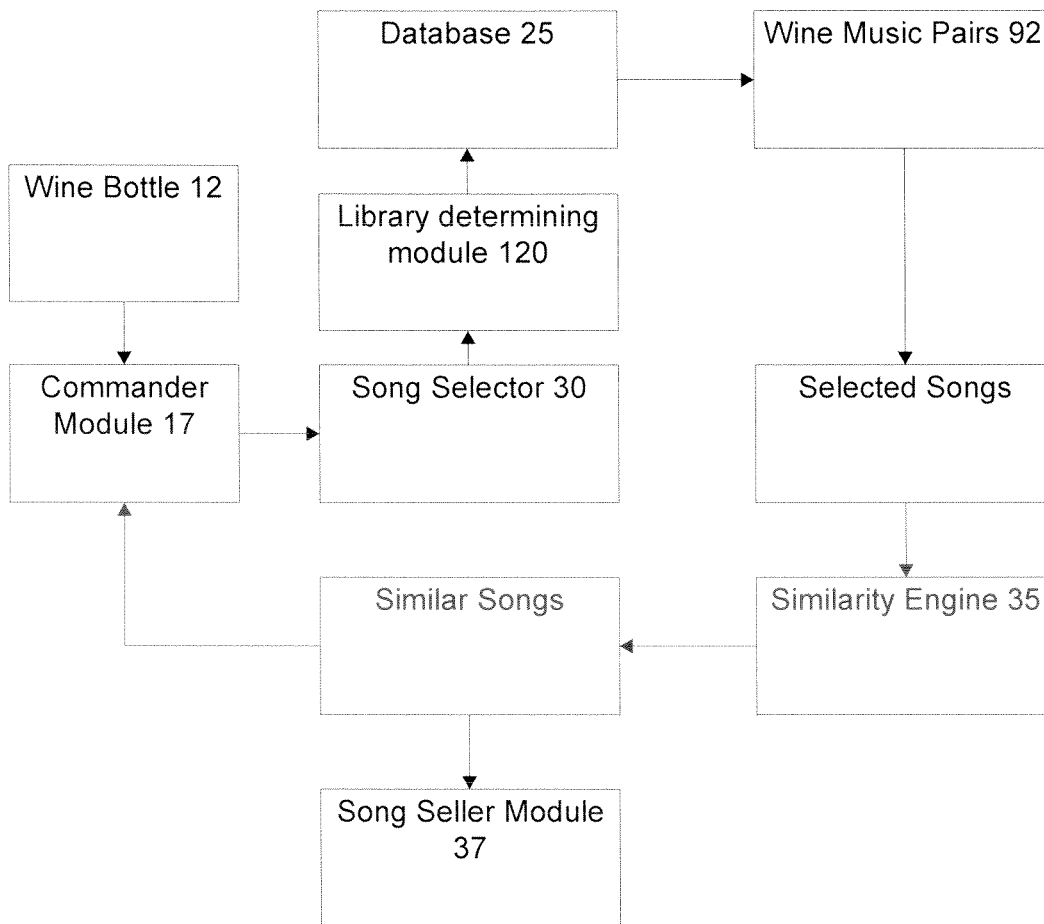 Database 25
Wine Music Pairs 92
Wine Bottle 12
Library determining
module 120
Commander
Module 17
Song Selector 30
Selected Songs
Similar Songs
Similarity Engine 35
Song Seller Module
37